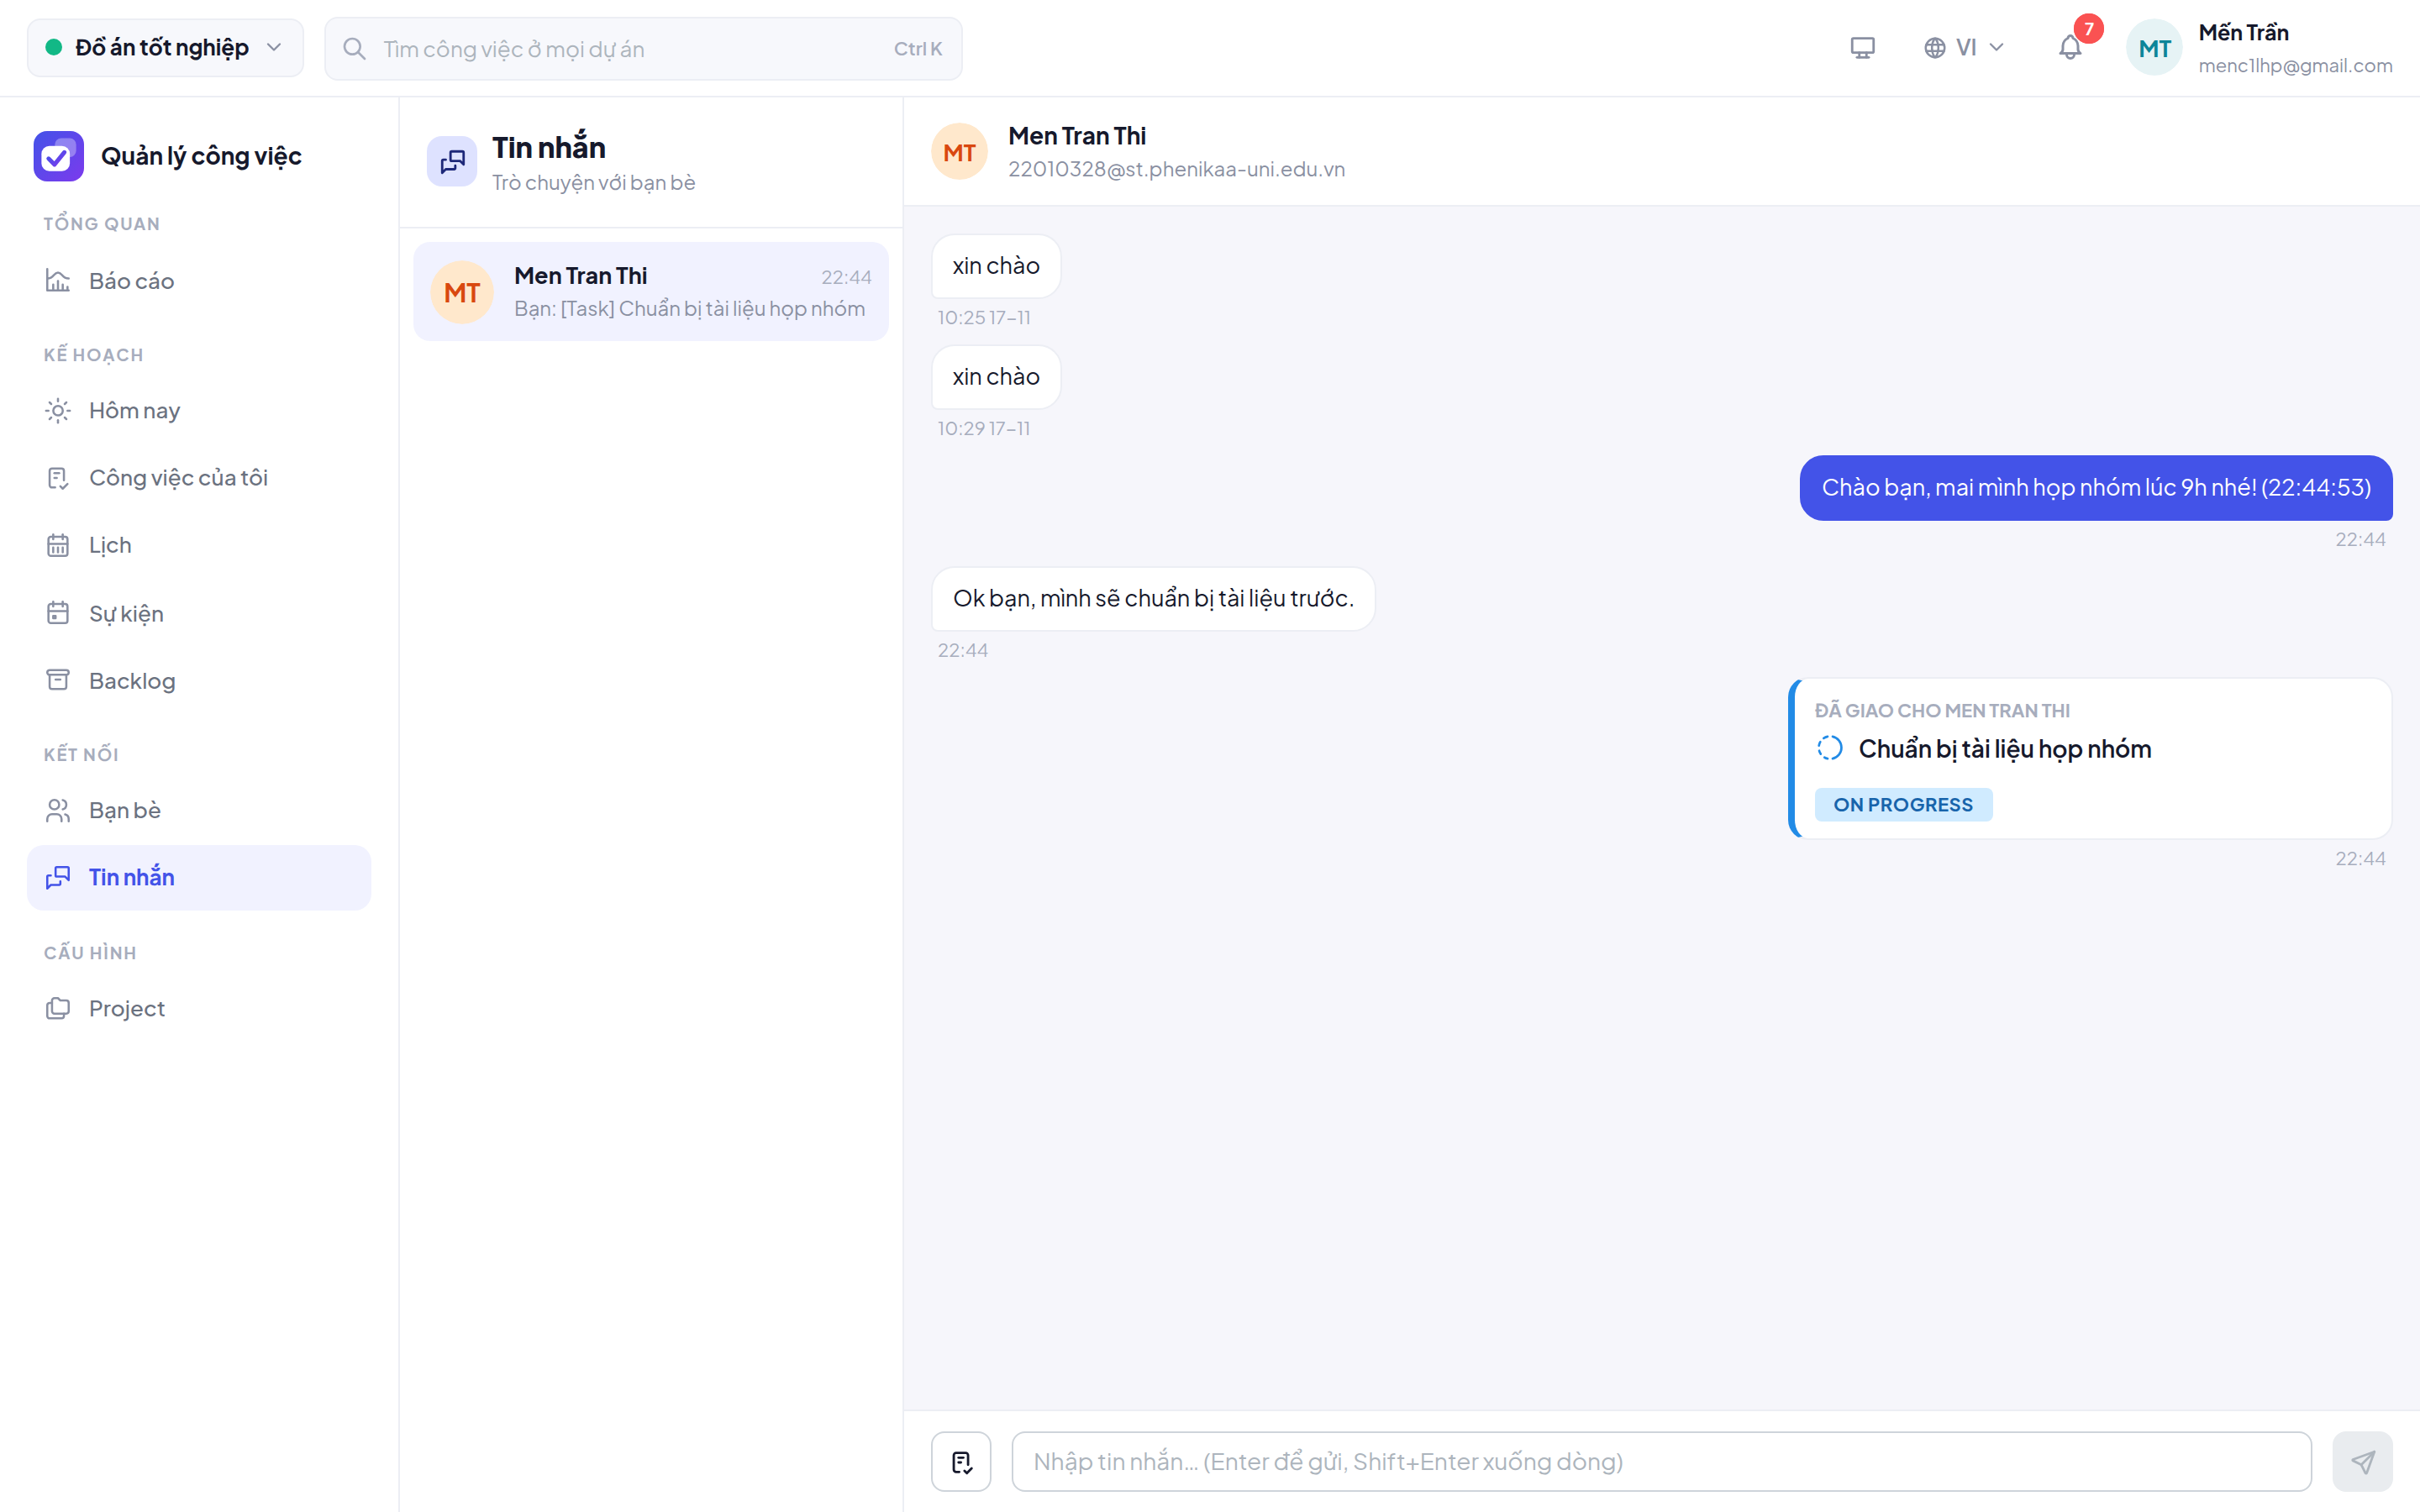 Đồ án tốt nghiệp
Tìm công việc ở mọi dự án
Ctrl K
VI
7
MT
Mến Trần
menc1lhp@gmail.com
Quản lý công việc
TỔNG QUAN
Báo cáo
KẾ HOẠCH
Hôm nay
Công việc của tôi
Lịch
Sự kiện
Backlog
KẾT NỐI
Bạn bè
Tin nhắn
CẤU HÌNH
Project
Tin nhắn
Trò chuyện với bạn bè
MT
Men Tran Thi
22:44
Bạn: [Task] Chuẩn bị tài liệu họp nhóm
MT
Men Tran Thi
22010328@st.phenikaa-uni.edu.vn
xin chào
10:25 17-11
xin chào
10:29 17-11
Chào bạn, mai mình họp nhóm lúc 9h nhé! (22:44:53)
22:44
Ok bạn, mình sẽ chuẩn bị tài liệu trước.
22:44
ĐÃ GIAO CHO MEN TRAN THI
Chuẩn bị tài liệu họp nhóm
ON PROGRESS
22:44
Nhập tin nhắn... (Enter để gửi, Shift+Enter xuống dòng)